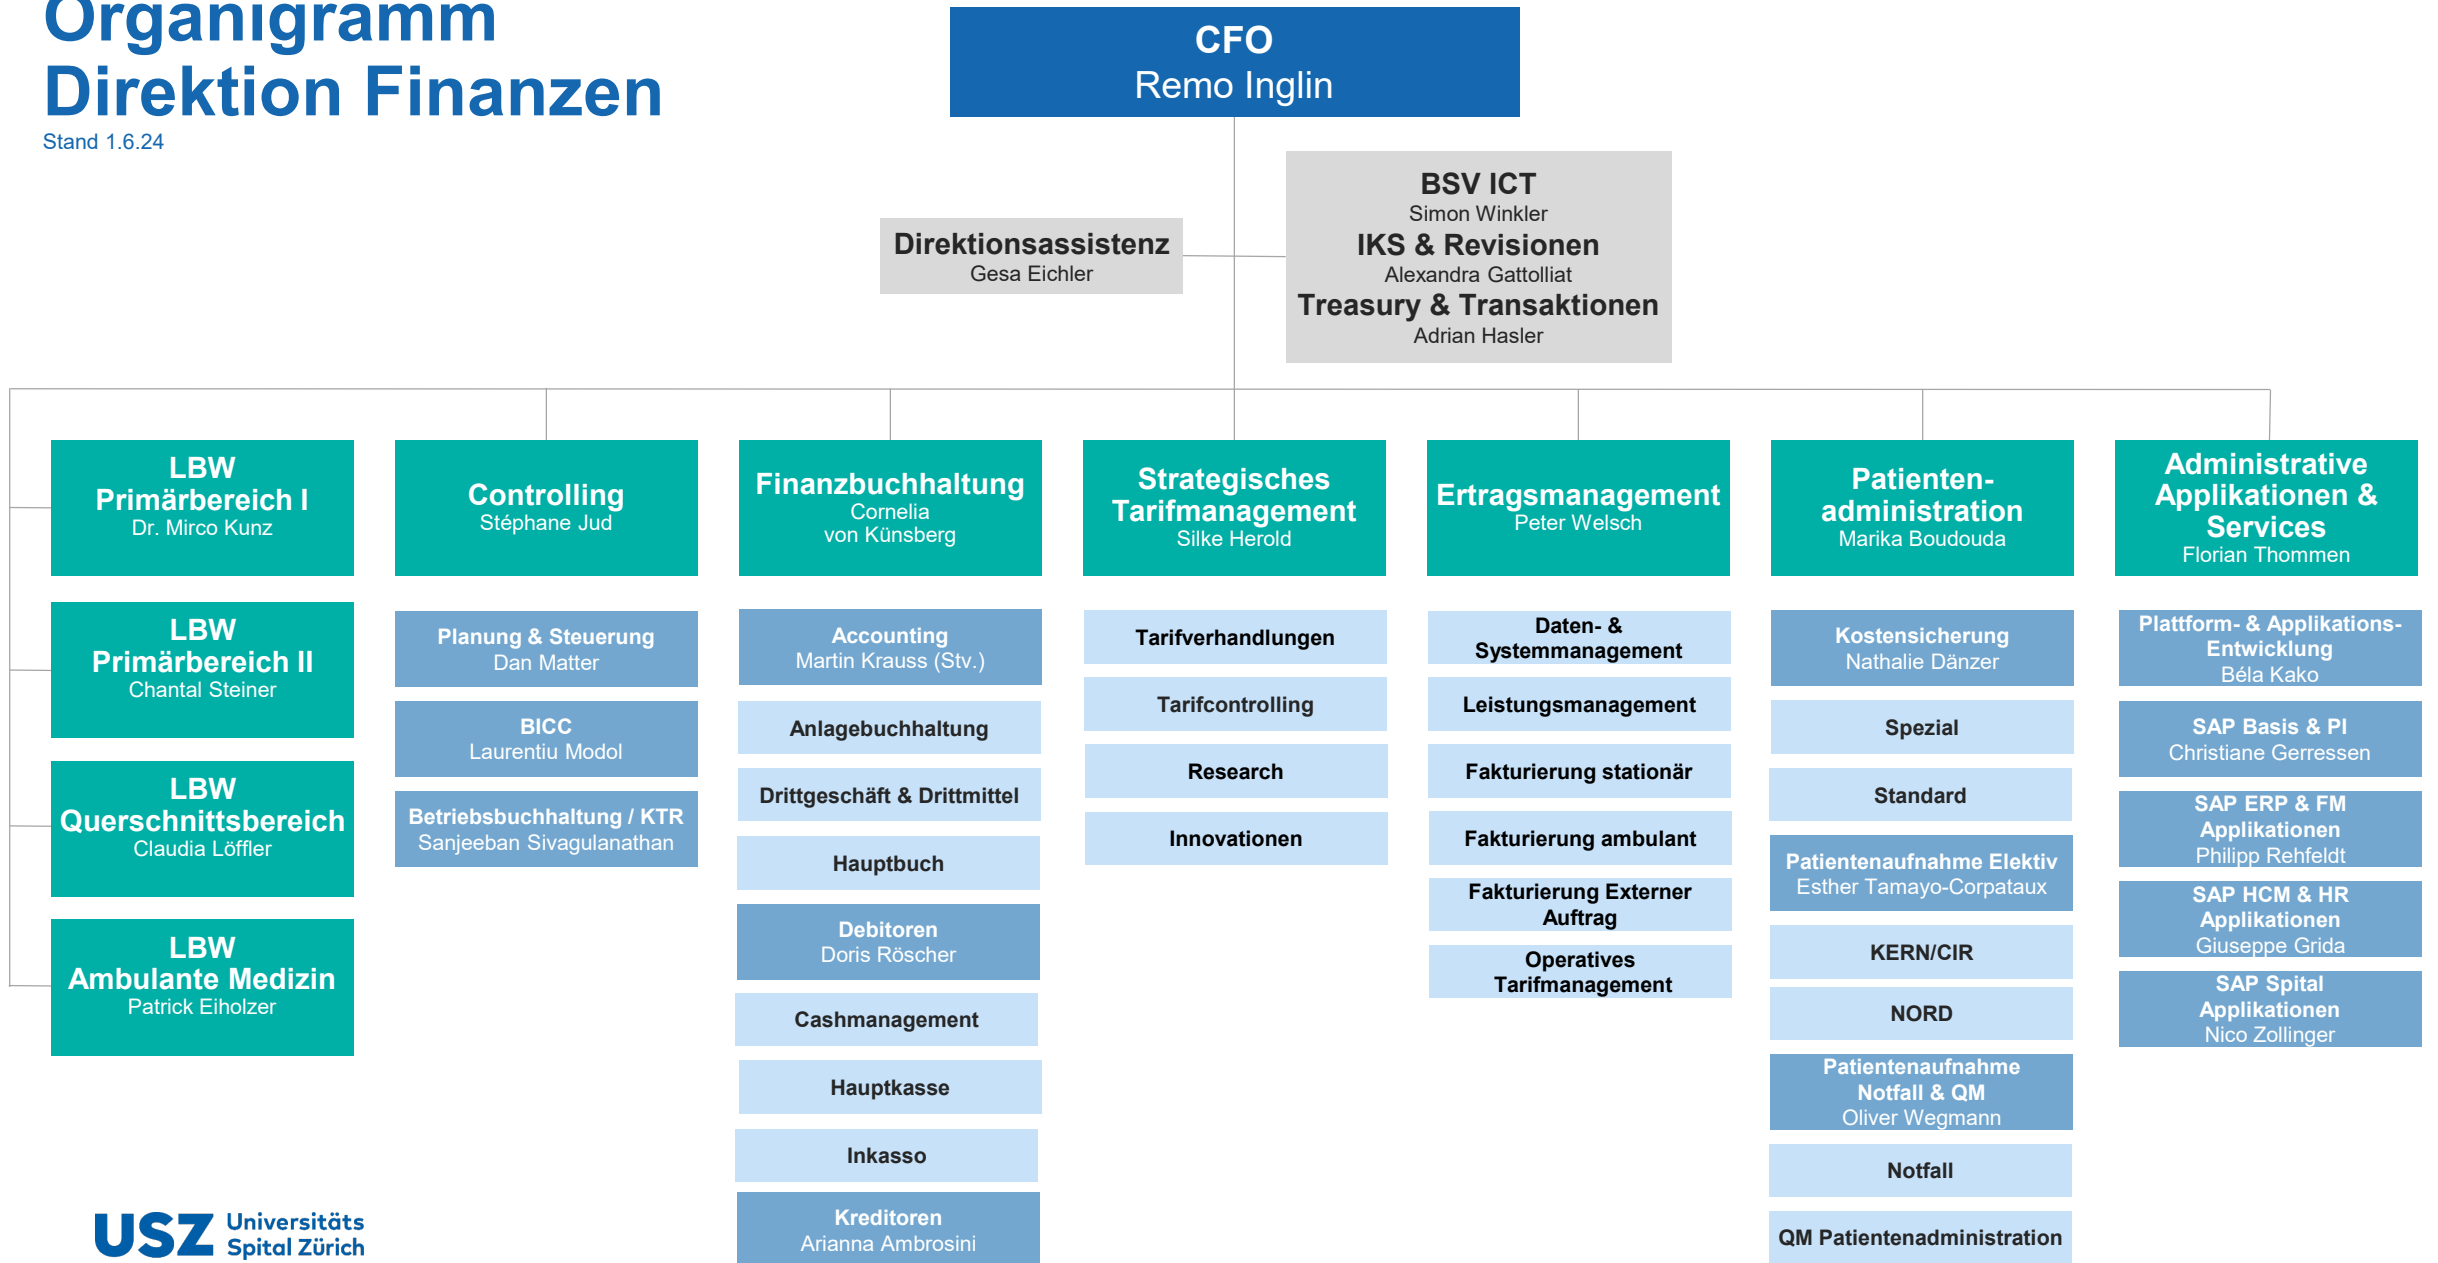 Organigramm
Direktion Finanzen
Stand 1.6.24
CFO
Remo Inglin
Direktionsassistenz
Gesa Eichler
BSV ICT
Simon Winkler
IKS & Revisionen
Alexandra Gattolliat
Treasury & Transaktionen
Adrian Hasler
LBW
Primärbereich I
Dr. Mirco Kunz
LBW
Primärbereich II
Chantal Steiner
LBW
Querschnittsbereich
Claudia Löffler
LBW
Ambulante Medizin
Patrick Eiholzer
Controlling
Stéphane Jud
Planung & Steuerung
Dan Matter
BICC
Laurentiu Modol
Betriebsbuchhaltung / KTR
Sanjeeban Sivagulanathan
Finanzbuchhaltung
Cornelia
von Künsberg
Accounting
Martin Krauss (Stv.)
Anlagebuchhaltung
Drittgeschäft & Drittmittel
Hauptbuch
Debitoren
Doris Röscher
Cashmanagement
Hauptkasse
Inkasso
Kreditoren
Arianna Ambrosini
Strategisches
Tarifmanagement
Silke Herold
Tarifverhandlungen
Tarifcontrolling
Research
Innovationen
Ertragsmanagement
Peter Welsch
Daten- &
Systemmanagement
Leistungsmanagement
Fakturierung stationär
Fakturierung ambulant
Fakturierung Externer
Auftrag
Operatives
Tarifmanagement
Patienten-
administration
Marika Boudouda
Kostensicherung
Nathalie Dänzer
Spezial
Standard
Patientenaufnahme Elektiv
Esther Tamayo-Corpataux
KERN/CIR
NORD
Patientenaufnahme
Notfall & QM
Oliver Wegmann
Notfall
QM Patientenadministration
Administrative
Applikationen &
Services
Florian Thommen
Plattform- & Applikations-
Entwicklung
Béla Kako
SAP Basis & PI
Christiane Gerressen
SAP ERP & FM
Applikationen
Philipp Rehfeldt
SAP HCM & HR
Applikationen
Giuseppe Grida
SAP Spital
Applikationen
Nico Zollinger
USZ Universitäts
Spital Zürich